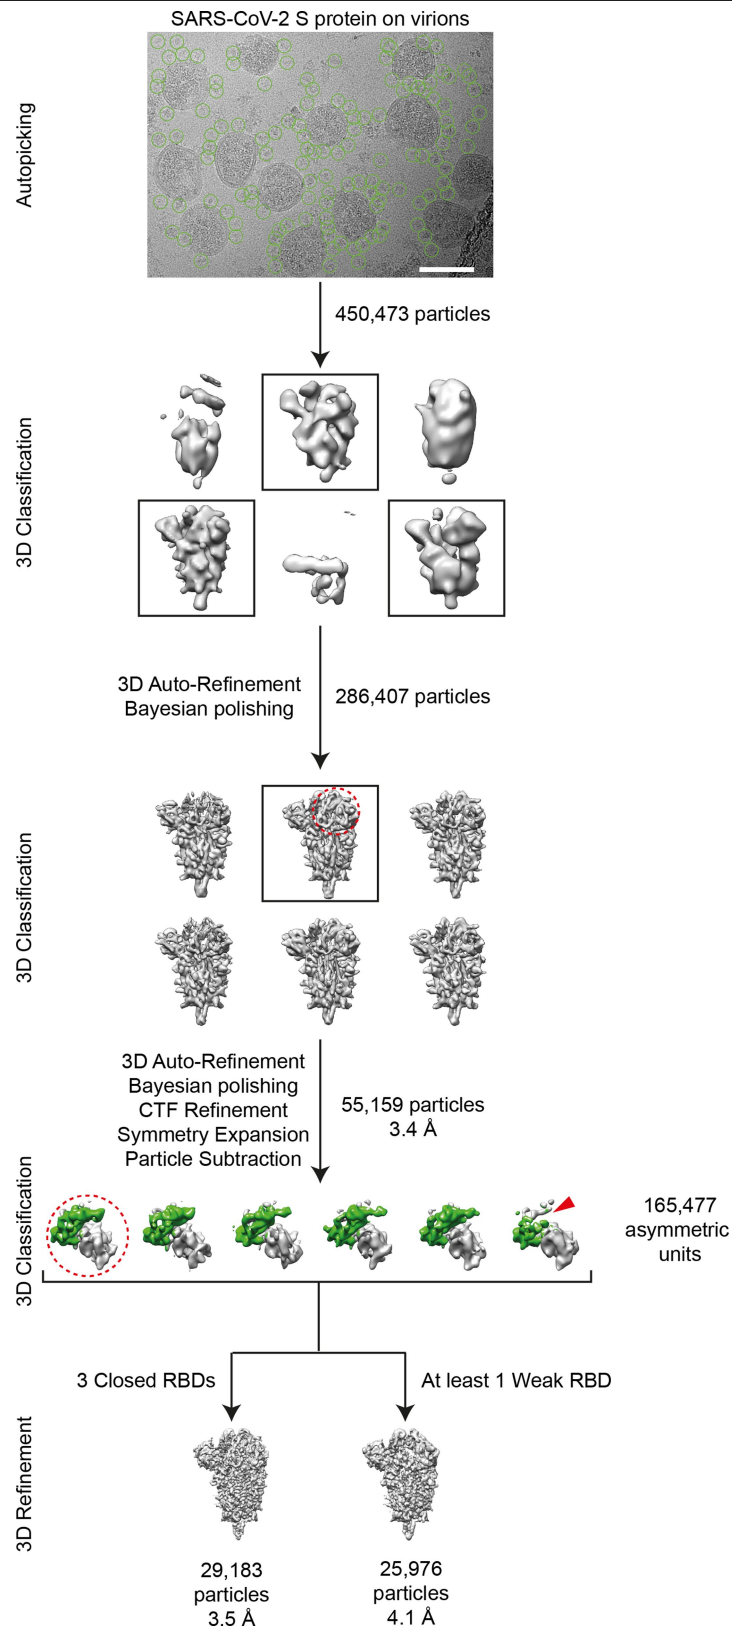 SARS-CoV-2 S protein on virions
Autopicking
450,473 particles
3D Classification
3D Auto-Refinement
Bayesian polishing
286,407 particles
3D Classification
3D Auto-Refinement
Bayesian polishing
CTF Refinement
Symmetry Expansion
Particle Subtraction
55,159 particles
3.4 Å
3D Classification
165,477
asymmetric
units
3 Closed RBDs
At least 1 Weak RBD
3D Refinement
29,183
particles
3.5 Å
25,976
particles
4.1 Å